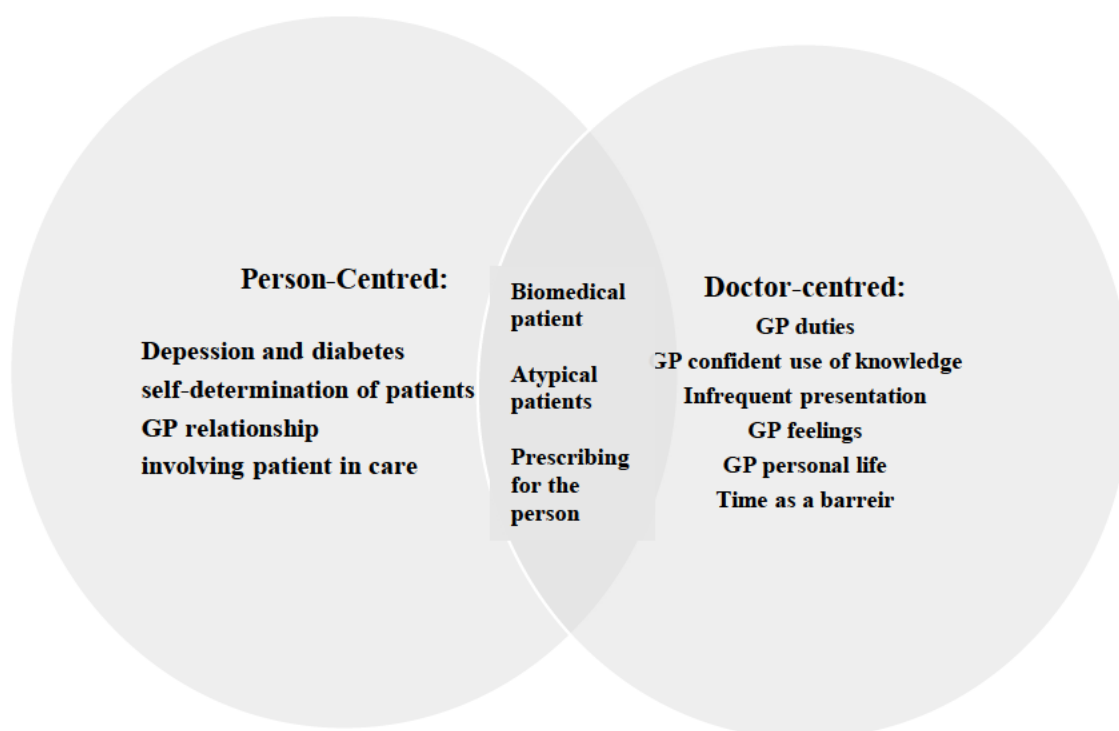 Person-Centred:
Depession and diabetes
self-determination of patients
GP relationship
involving patient in care
Biomedical
patient
Atypical
patients
Prescribing
for the
person
Doctor-centred:
GP duties
GP confident use of knowledge
Infrequent presentation
GP feelings
GP personal life
Time as a barreir